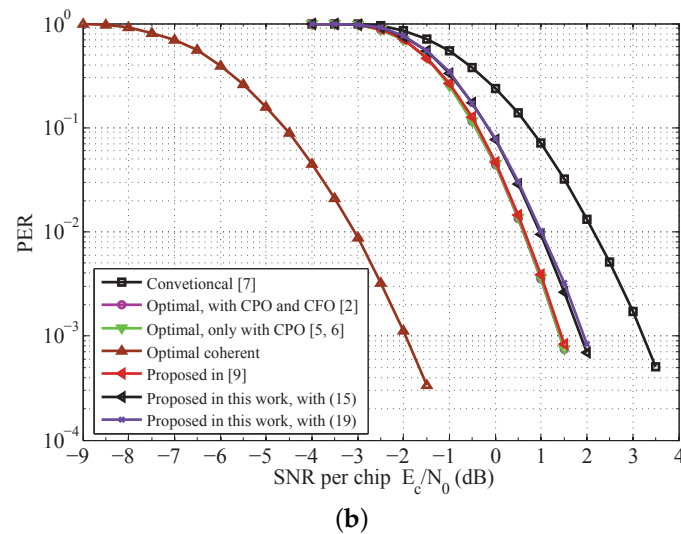 10^0
10^-1
10^-2
10^-3
10^-4
PER
Convetioncal [7]
Optimal, with CPO and CFO [2]
Optimal, only with CPO [5, 6]
Optimal coherent
Proposed in [9]
Proposed in this work, with (15)
Proposed in this work, with (19)
−9 −8 −7 −6 −5 −4 −3 −2 −1 0 1 2 3 4
SNR per chip E_c/N_0 (dB)
(b)